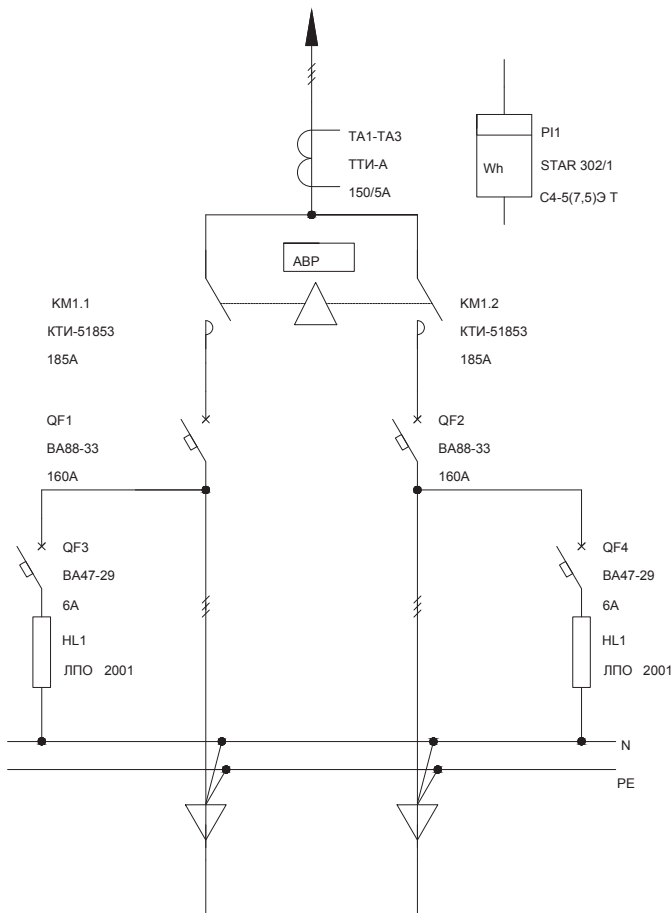 TA1-TA3
ТТИ-А
150/5А
PI1
Wh
STAR 302/1
С4-5(7,5)Э Т
АВР
KM1.1
КТИ-51853
185А
KM1.2
КТИ-51853
185А
QF1
ВА88-33
160А
QF2
ВА88-33
160А
QF3
ВА47-29
6А
HL1
ЛПО 2001
QF4
ВА47-29
6А
HL1
ЛПО 2001
N
PE